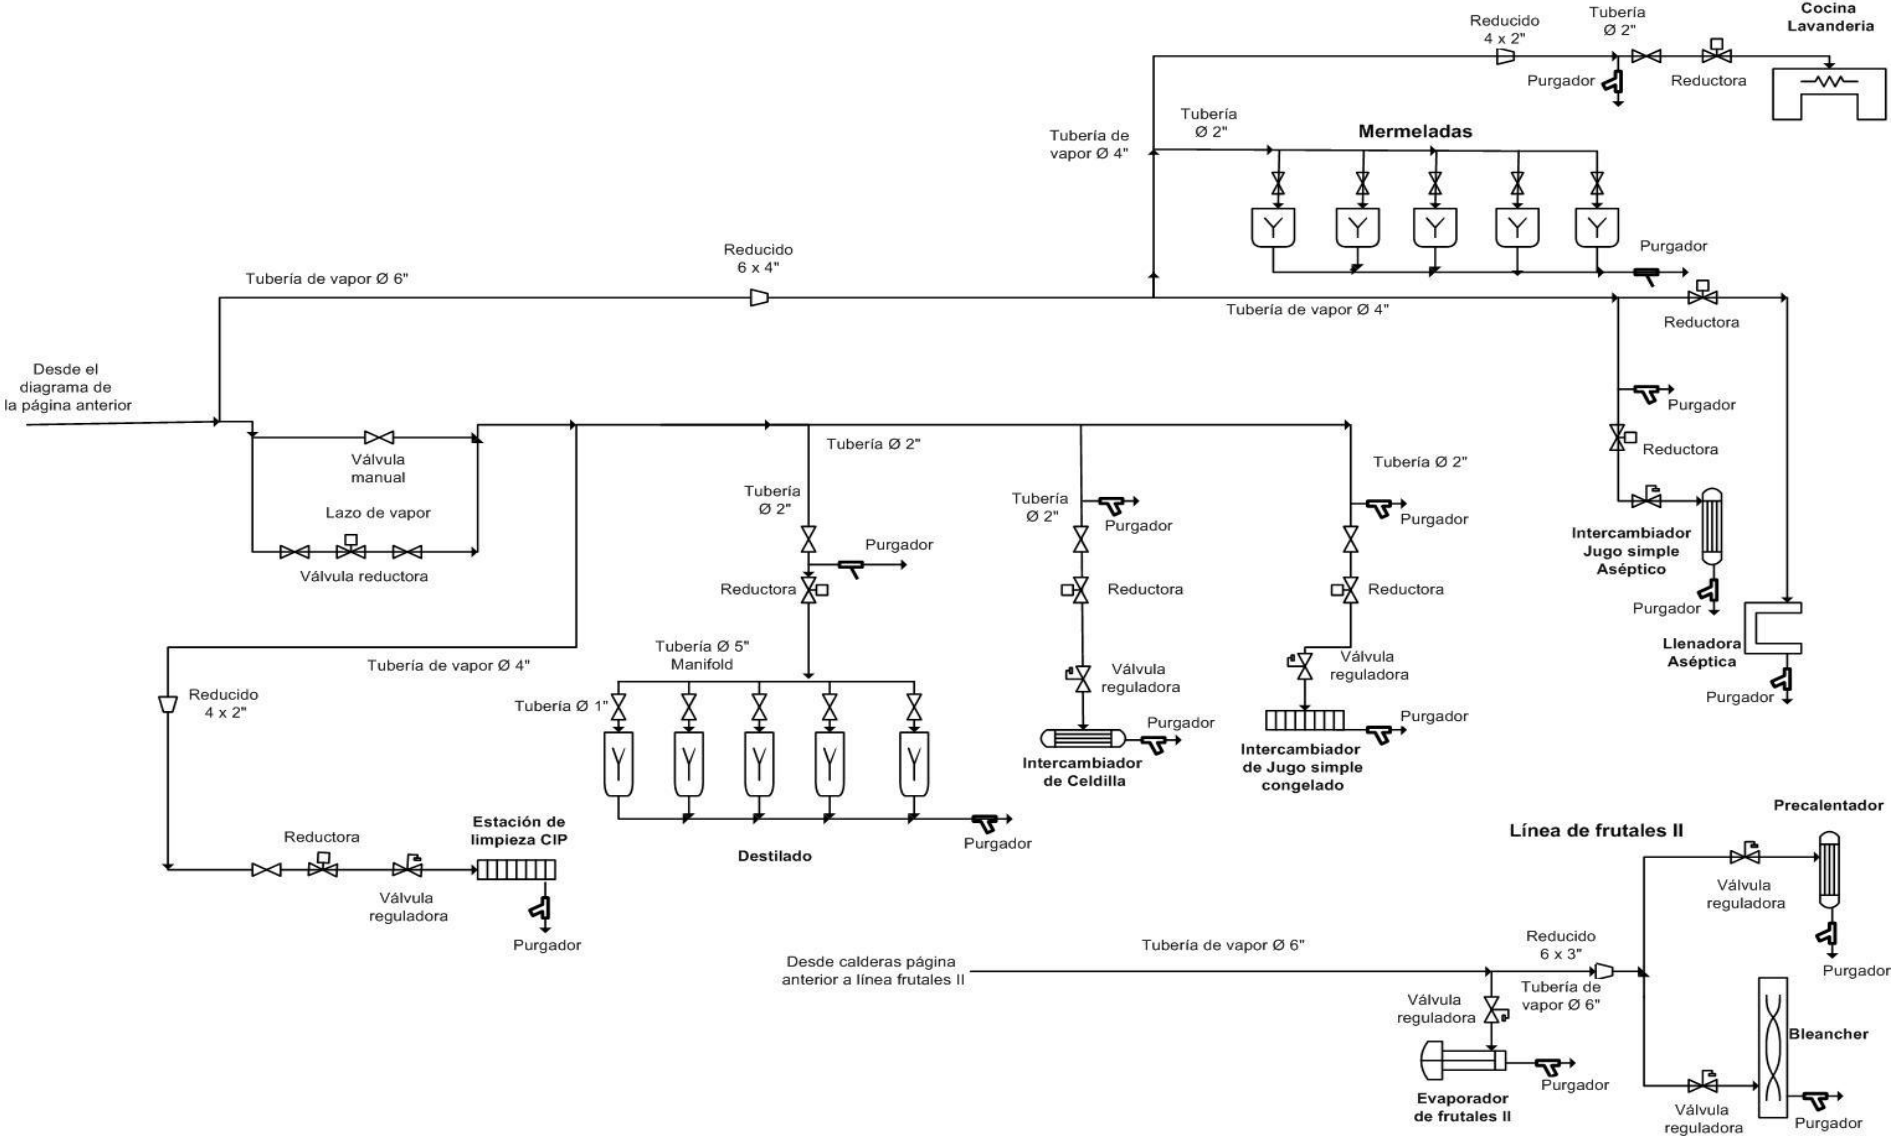 Cocina
Lavanderia
Reducido
4 x 2"
Tubería
Ø 2"
Purgador
Reductora
Tubería
Ø 2"
Tubería de
vapor Ø 4"
Mermeladas
Purgador
Reducido
6 x 4"
Tubería de vapor Ø 6"
Tubería de vapor Ø 4"
Reductora
Desde el
diagrama de
la página anterior
Purgador
Reductora
Válvula
manual
Lazo de vapor
Válvula reductora
Tubería Ø 2"
Tubería
Ø 2"
Purgador
Reductora
Tubería
Ø 2"
Purgador
Reductora
Tubería Ø 2"
Purgador
Reductora
Intercambiador
Jugo simple
Aséptico
Purgador
Llenadora
Aséptica
Purgador
Tubería de vapor Ø 4"
Reducido
4 x 2"
Tubería Ø 5"
Manifold
Tubería Ø 1"
Válvula
reguladora
Purgador
Intercambiador
de Celdilla
Válvula
reguladora
Purgador
Intercambiador
de Jugo simple
congelado
Purgador
Destilado
Reductora
Estación de
limpieza CIP
Válvula
reguladora
Purgador
Línea de frutales II
Precalentador
Válvula
reguladora
Purgador
Desde calderas página
anterior a línea frutales II
Tubería de vapor Ø 6"
Reducido
6 x 3"
Tubería de
vapor Ø 6"
Válvula
reguladora
Purgador
Evaporador
de frutales II
Bleancher
Válvula
reguladora
Purgador